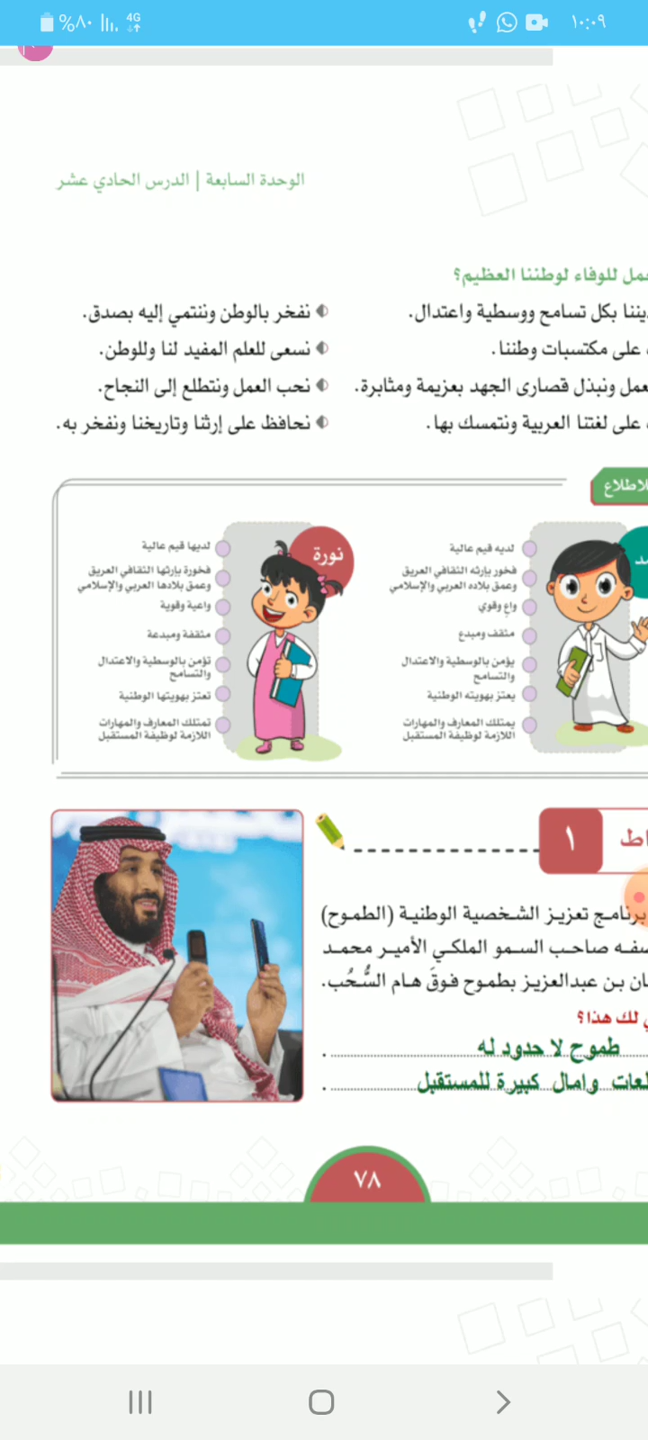 %٨٠ 4G ١٠:٠٩
الوحدة السابعة | الدرس الحادي عشر
للوفاء لوطننا العظيم؟
بكل تسامح ووسطية واعتدال.
على مكتسبات وطننا.
ونبذل قصارى الجهد بعزيمة ومثابرة.
على لغتنا العربية ونتمسك بها.
نفخر بالوطن وننتمي إليه بصدق.
نسعى للعلم المفيد لنا وللوطن.
نحب العمل ونتطلع إلى النجاح.
نحافظ على إرثنا وتاريخنا ونفخر به.
لديه قيم عالية
فخور بإرثه الثقافي العريق
وعمق بلاده العربي والإسلامي
واعٍ وقوي
مثقف ومبدع
يؤمن بالوسطية والاعتدال
والتسامح
يعتز بهويته الوطنية
يمتلك المعارف والمهارات
اللازمة لوظيفة المستقبل
نورة
لديها قيم عالية
فخورة بإرثها الثقافي العريق
وعمق بلادها العربي والإسلامي
واعية وقوية
مثقفة ومبدعة
تؤمن بالوسطية والاعتدال
والتسامح
تعتز بهويتها الوطنية
تمتلك المعارف والمهارات
اللازمة لوظيفة المستقبل
١
برنامج تعزيز الشخصية الوطنية (الطموح)
صاحب السمو الملكي الأمير محمد
بن عبدالعزيز بطموح فوقَ هام السُّحُب.
لك هذا؟
طموح لا حدود له
وامال كبيرة للمستقبل
٧٨